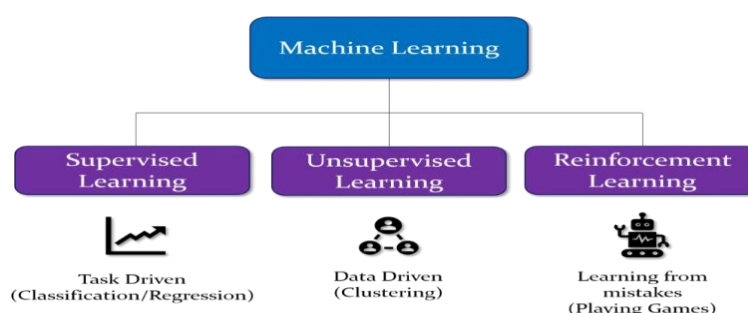 Machine Learning
Supervised
Learning
Unsupervised
Learning
Reinforcement
Learning
Task Driven
(Classification/Regression)
Data Driven
(Clustering)
Learning from
mistakes
(Playing Games)